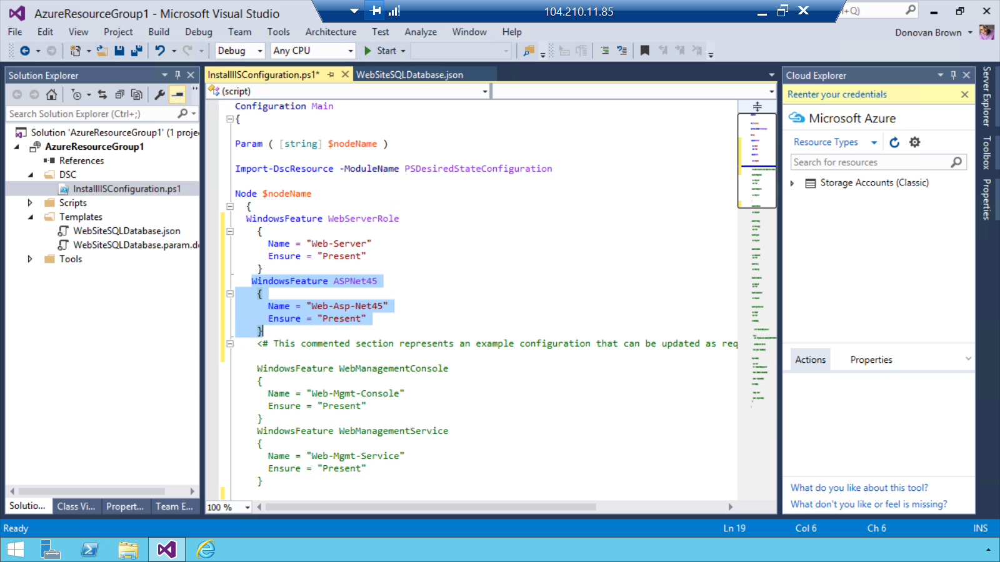 AzureResourceGroup1 - Microsoft Visual Studio
104.210.11.85
+Q)
File Edit View Project Build Debug Team Tools Architecture Test Analyze Window Help
Donovan Brown
Debug Any CPU Start
Solution Explorer
Search Solution Explorer (Ctrl+;)
Solution 'AzureResourceGroup1' (1 proje
AzureResourceGroup1
References
DSC
InstallIISConfiguration.ps1
Scripts
Templates
WebSiteSQLDatabase.json
WebSiteSQLDatabase.param.d
Tools
Solutio... Class Vi... Propert... Team E...
InstallIISConfiguration.ps1* WebSiteSQLDatabase.json
(script)
Configuration Main
{
Param ( [string] $nodeName )
Import-DscResource -ModuleName PSDesiredStateConfiguration
Node $nodeName
{
WindowsFeature WebServerRole
{
Name = "Web-Server"
Ensure = "Present"
}
WindowsFeature ASPNet45
{
Name = "Web-Asp-Net45"
Ensure = "Present"
}
<# This commented section represents an example configuration that can be updated as req
WindowsFeature WebManagementConsole
{
Name = "Web-Mgmt-Console"
Ensure = "Present"
}
WindowsFeature WebManagementService
{
Name = "Web-Mgmt-Service"
Ensure = "Present"
}
100 %
Cloud Explorer
Reenter your credentials
Microsoft Azure
Resource Types
Search for resources
Storage Accounts (Classic)
Actions Properties
What do you like about this tool?
What don't you like or feel is missing?
Server Explorer
Toolbox
Properties
Ready Ln 19 Col 6 Ch 6 INS